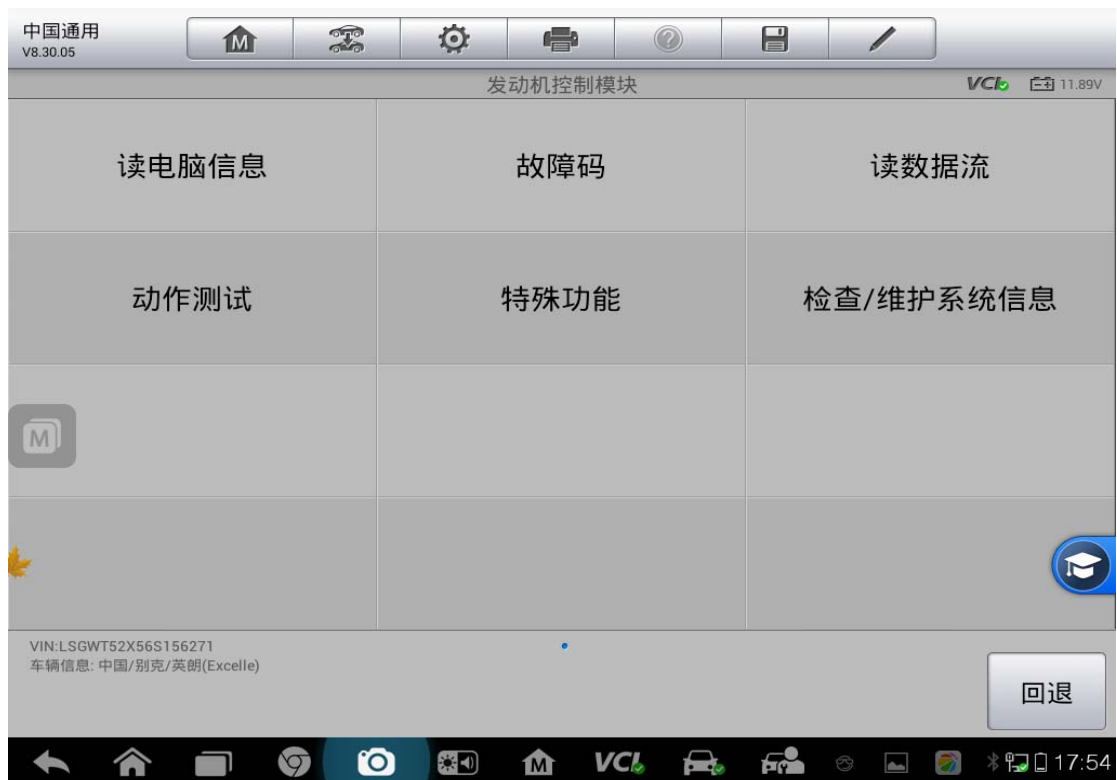 中国通用
V8.30.05
M
发动机控制模块
VCI 11.89V
读电脑信息 故障码 读数据流
动作测试 特殊功能 检查/维护系统信息
M
VIN:LSGWT52X56S156271
车辆信息: 中国/别克/英朗(Excelle)
回退
M VCI 17:54